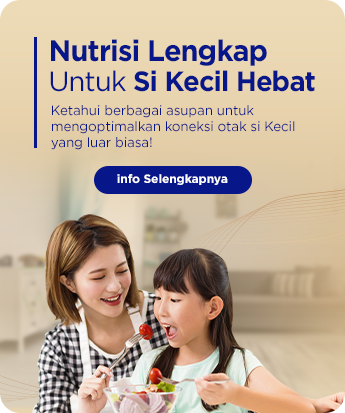 Nutrisi Lengkap
Untuk Si Kecil Hebat
Ketahui berbagai asupan untuk
mengoptimalkan koneksi otak si Kecil
yang luar biasa!
info Selengkapnya